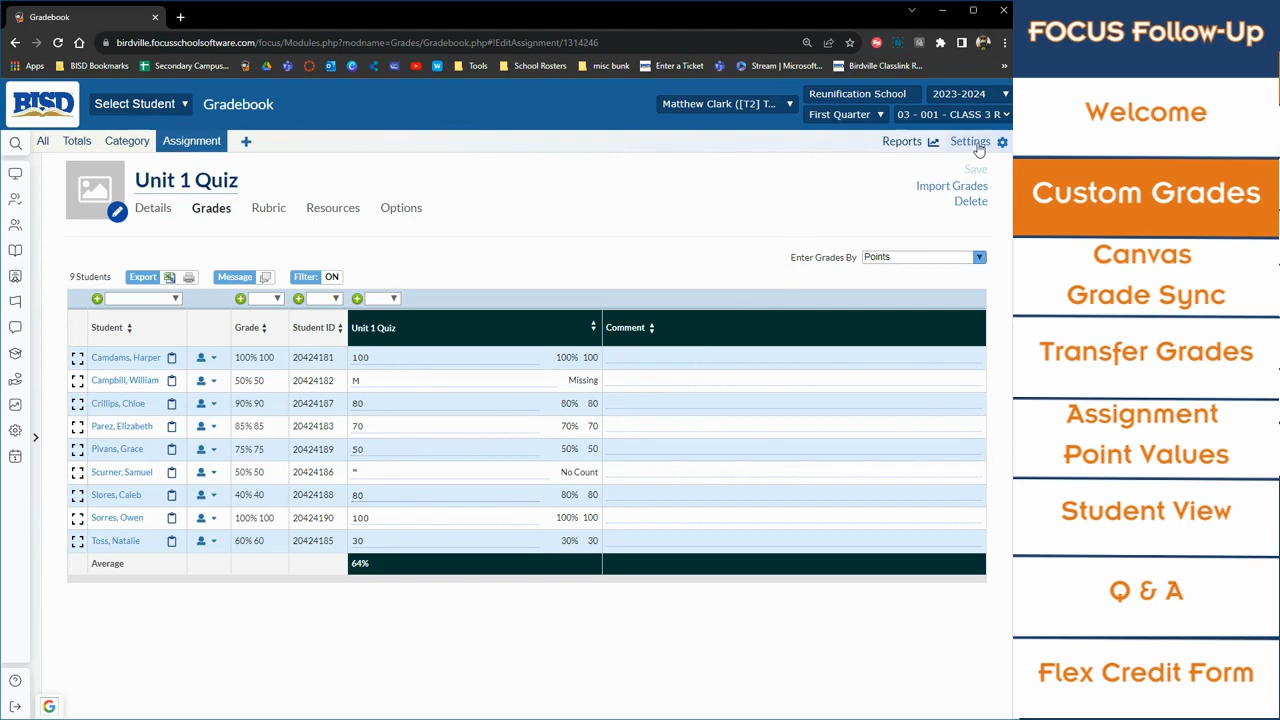 Gradebook
birdville.focusschoolsoftware.com/focus/Modules.php?modname=Grades/Gradebook.php#!EditAssignment/1314246
Apps BISD Bookmarks Secondary Campus... Tools School Rosters misc bunk Enter a Ticket Stream | Microsoft... Birdville Classlink R...
BISD
Select Student
Gradebook
Matthew Clark ([T2] T...
Reunification School
2023-2024
First Quarter
03 - 001 - CLASS 3 R
All Totals Category Assignment
Reports Settings
Unit 1 Quiz
Save
Import Grades
Delete
Details Grades Rubric Resources Options
Enter Grades By Points
9 Students Export Message Filter: ON
Student Grade Student ID Unit 1 Quiz Comment
Camdams, Harper 100% 100 20424181 100 100% 100
Campbill, William 50% 50 20424182 M Missing
Crillips, Chloe 90% 90 20424187 80 80% 80
Parez, Elizabeth 85% 85 20424183 70 70% 70
Pivans, Grace 75% 75 20424189 50 50% 50
Scurner, Samuel 50% 50 20424186 * No Count
Slores, Caleb 40% 40 20424188 80 80% 80
Sorres, Owen 100% 100 20424190 100 100% 100
Toss, Natalie 60% 60 20424185 30 30% 30
Average 64%
FOCUS Follow-Up
Welcome
Custom Grades
Canvas
Grade Sync
Transfer Grades
Assignment
Point Values
Student View
Q & A
Flex Credit Form